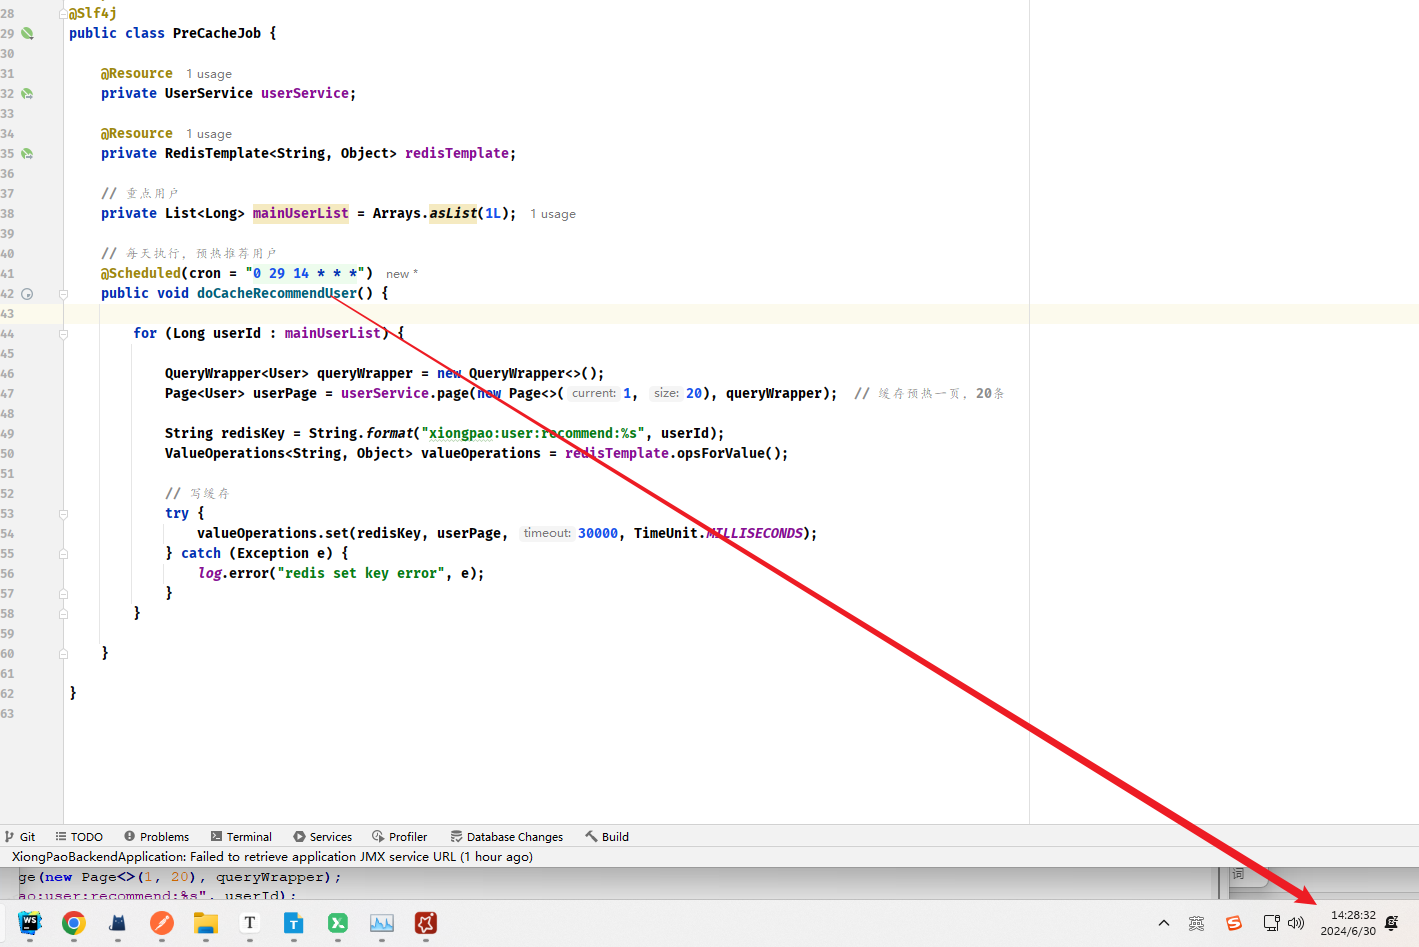 28 @Slf4j
29 public class PreCacheJob {
30
31 @Resource 1 usage
32 private UserService userService;
33
34 @Resource 1 usage
35 private RedisTemplate<String, Object> redisTemplate;
36
37 // 重点用户
38 private List<Long> mainUserList = Arrays.asList(1L); 1 usage
39
40 // 每天执行，预热推荐用户
41 @Scheduled(cron = "0 29 14 * * *") new *
42 public void doCacheRecommendUser() {
43
44 for (Long userId : mainUserList) {
45
46 QueryWrapper<User> queryWrapper = new QueryWrapper<>();
47 Page<User> userPage = userService.page(new Page<>( current: 1, size: 20), queryWrapper); // 缓存预热一页，20条
48
49 String redisKey = String.format("xiongpao:user:recommend:%s", userId);
50 ValueOperations<String, Object> valueOperations = redisTemplate.opsForValue();
51
52 // 写缓存
53 try {
54 valueOperations.set(redisKey, userPage, timeout: 30000, TimeUnit.MILLISECONDS);
55 } catch (Exception e) {
56 log.error("redis set key error", e);
57 }
58 }
59
60 }
61
62 }
63
Git TODO Problems Terminal Services Profiler Database Changes Build
XiongPaoBackendApplication: Failed to retrieve application JMX service URL (1 hour ago)
ge(new Page<>(1, 20), queryWrapper);
ao:user:recommend:%s", userId);
词
WS T T X 英 S 14:28:32
2024/6/30